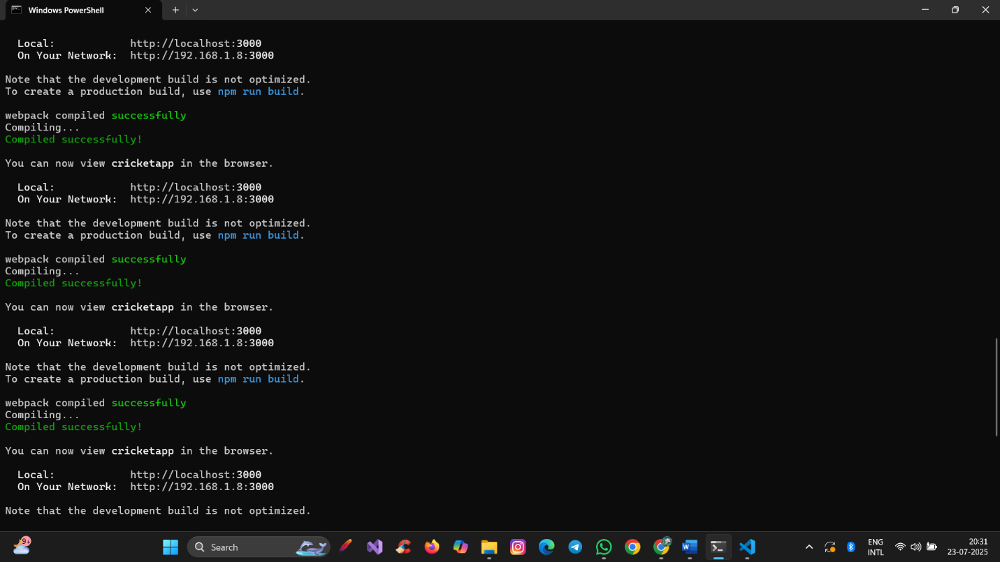 Windows PowerShell
Local: http://localhost:3000
On Your Network: http://192.168.1.8:3000
Note that the development build is not optimized.
To create a production build, use npm run build.
webpack compiled successfully
Compiling...
Compiled successfully!
You can now view cricketapp in the browser.
Local: http://localhost:3000
On Your Network: http://192.168.1.8:3000
Note that the development build is not optimized.
To create a production build, use npm run build.
webpack compiled successfully
Compiling...
Compiled successfully!
You can now view cricketapp in the browser.
Local: http://localhost:3000
On Your Network: http://192.168.1.8:3000
Note that the development build is not optimized.
To create a production build, use npm run build.
webpack compiled successfully
Compiling...
Compiled successfully!
You can now view cricketapp in the browser.
Local: http://localhost:3000
On Your Network: http://192.168.1.8:3000
Note that the development build is not optimized.
9+
Search
ENG
INTL
20:31
23-07-2025